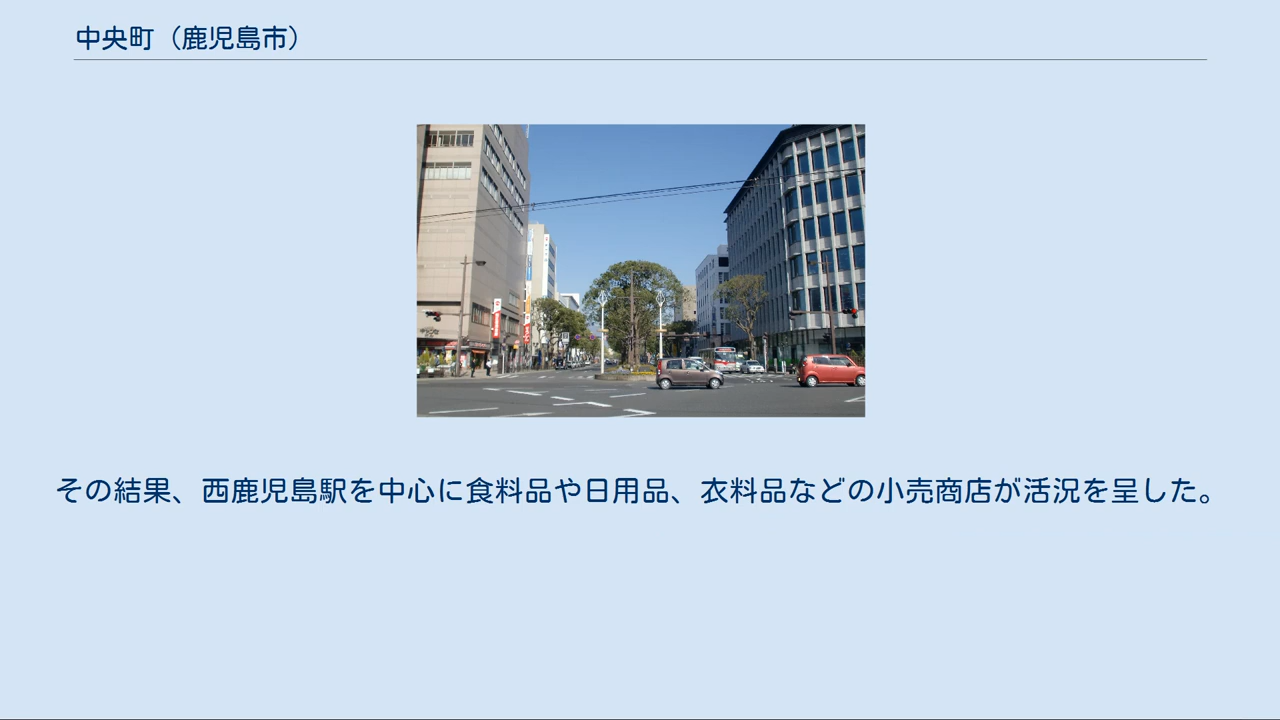 中央町（鹿児島市）
その結果、西鹿児島駅を中心に食料品や日用品、衣料品などの小売商店が活況を呈した。